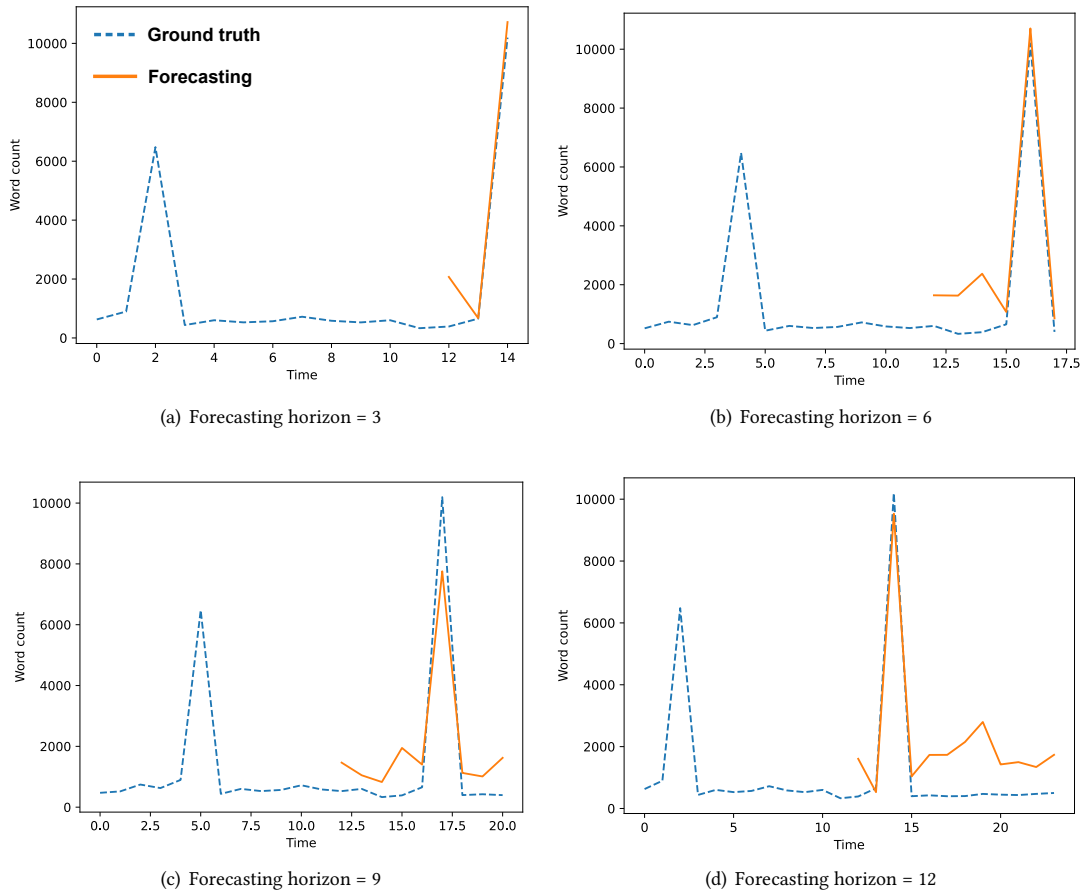 Ground truth
Forecasting
Word count
10000
8000
6000
4000
2000
0
0 2 4 6 8 10 12 14
Time
(a) Forecasting horizon = 3
Word count
10000
8000
6000
4000
2000
0
0.0 2.5 5.0 7.5 10.0 12.5 15.0 17.5
Time
(b) Forecasting horizon = 6
Word count
10000
8000
6000
4000
2000
0
0.0 2.5 5.0 7.5 10.0 12.5 15.0 17.5 20.0
Time
(c) Forecasting horizon = 9
Word count
10000
8000
6000
4000
2000
0
0 5 10 15 20
Time
(d) Forecasting horizon = 12